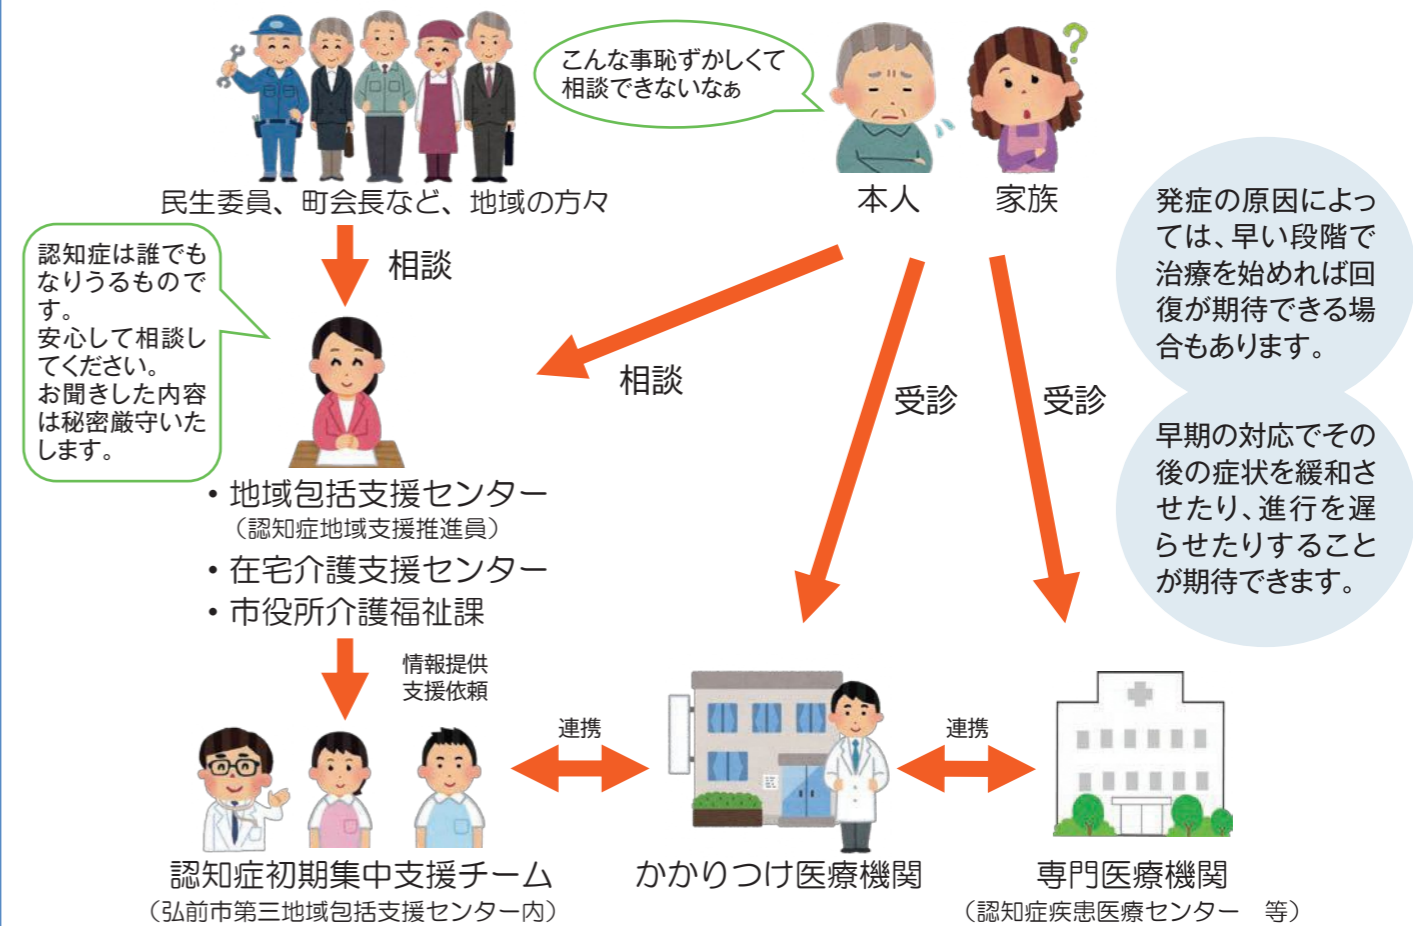 こんな事恥ずかしくて
相談できないなぁ
民生委員、町会長など、地域の方々
本人
家族
認知症は誰でも
なりうるもので
す。
安心して相談し
てください。
お聞きした内容
は秘密厳守いた
します。
相談
相談
受診
受診
発症の原因によっ
ては、早い段階で
治療を始めれば回
復が期待できる場
合もあります。
早期の対応でその
後の症状を緩和さ
せたり、進行を遅
らせたりすること
が期待できます。
・地域包括支援センター
（認知症地域支援推進員）
・在宅介護支援センター
・市役所介護福祉課
情報提供
支援依頼
連携
連携
認知症初期集中支援チーム
（弘前市第三地域包括支援センター内）
かかりつけ医療機関
専門医療機関
（認知症疾患医療センター　等）